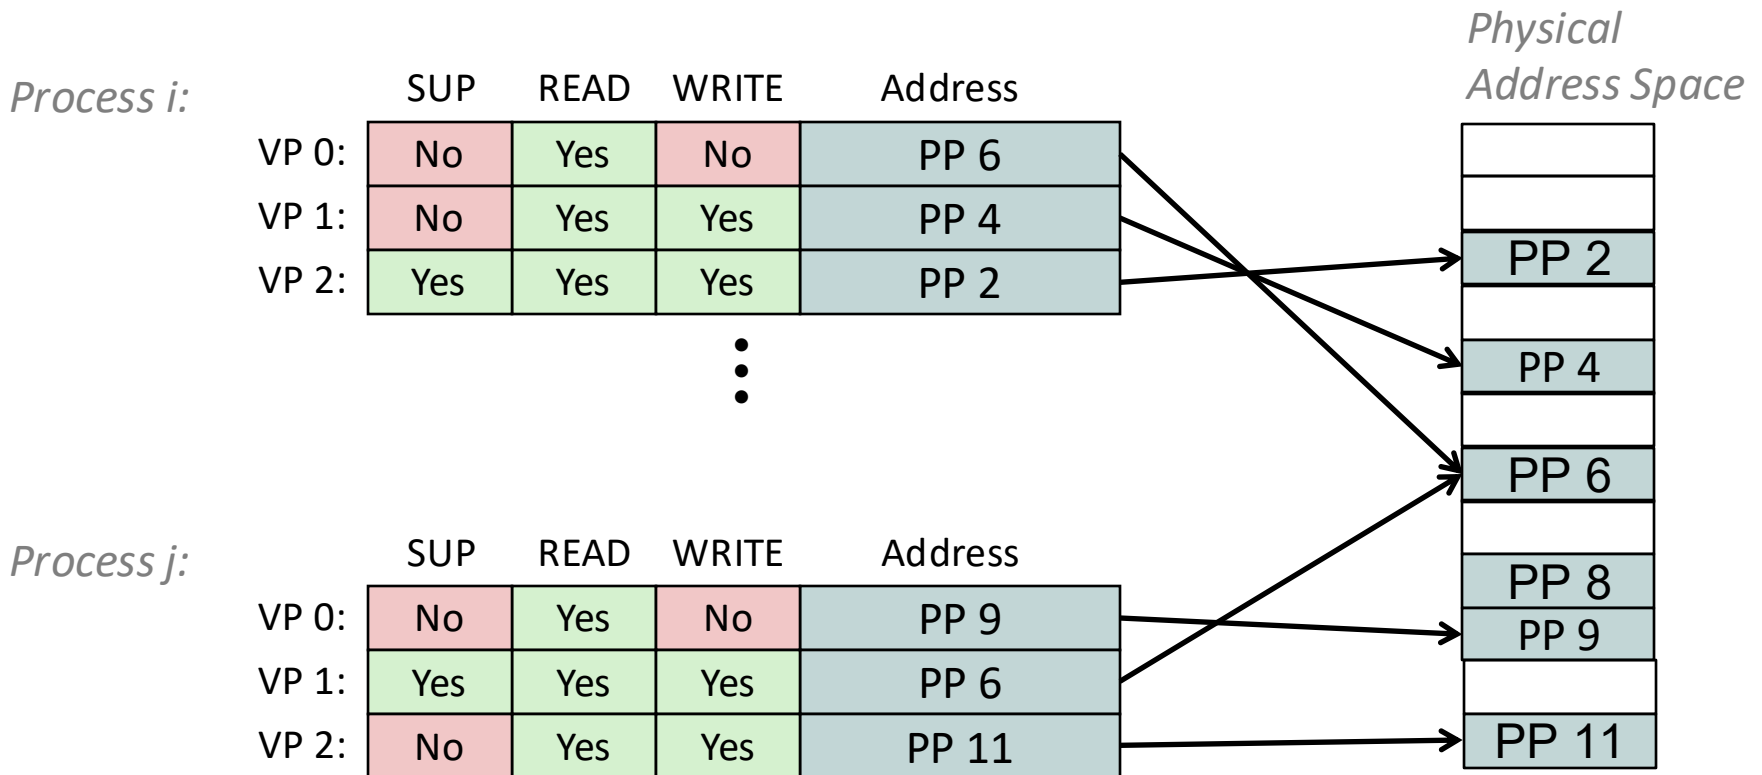 Physical
Address Space
Process i:
SUP READ WRITE Address
VP 0: No Yes No PP 6
VP 1: No Yes Yes PP 4
VP 2: Yes Yes Yes PP 2
PP 2
PP 4
PP 6
PP 8
PP 9
PP 11
Process j:
SUP READ WRITE Address
VP 0: No Yes No PP 9
VP 1: Yes Yes Yes PP 6
VP 2: No Yes Yes PP 11